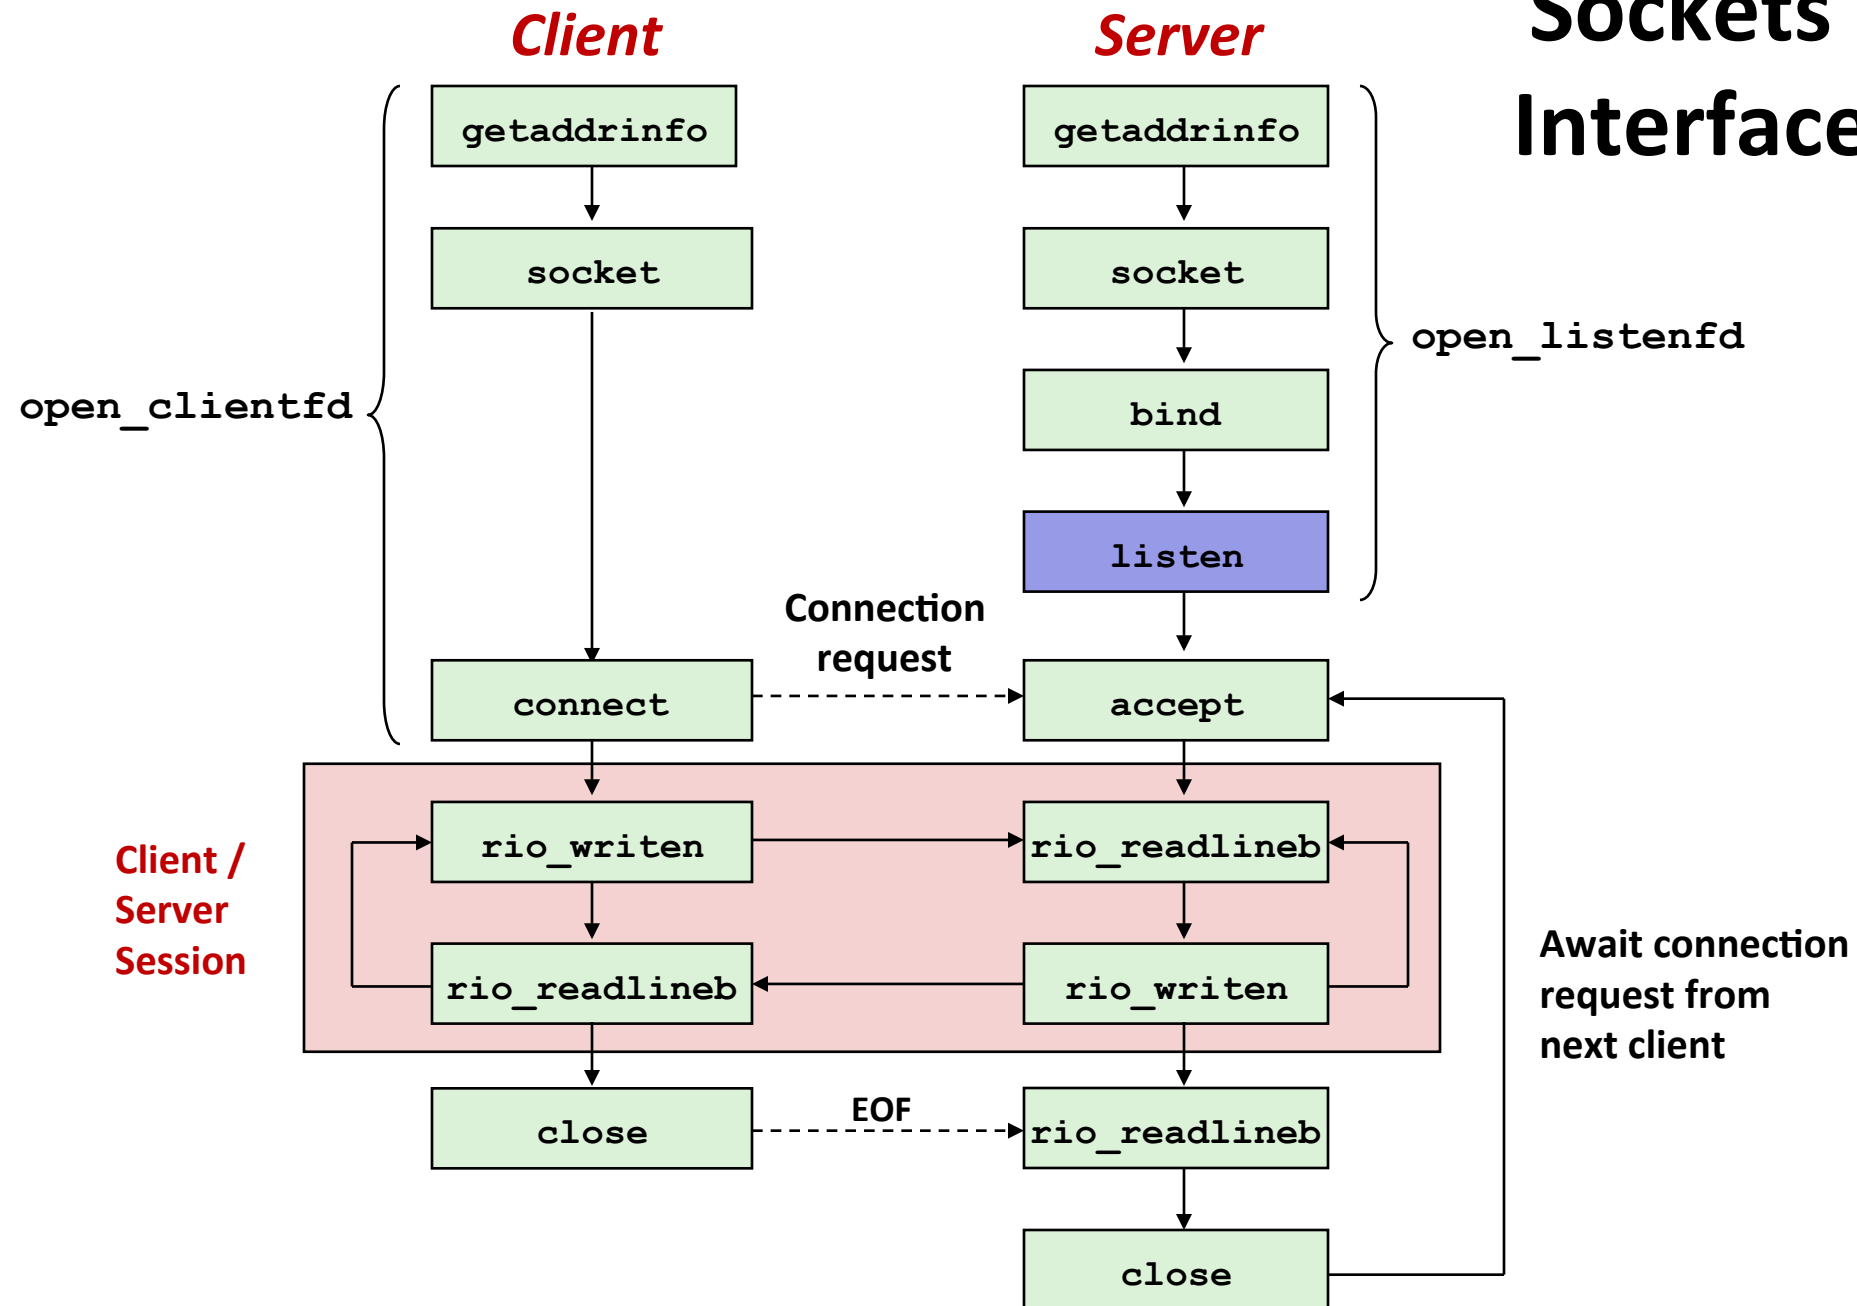 Sockets
Interface
Client
Server
getaddrinfo
getaddrinfo
socket
socket
open_listenfd
open_clientfd
bind
listen
Connection
request
connect
accept
Client /
Server
Session
rio_writen
rio_readlineb
rio_readlineb
rio_writen
Await connection
request from
next client
close
EOF
rio_readlineb
close